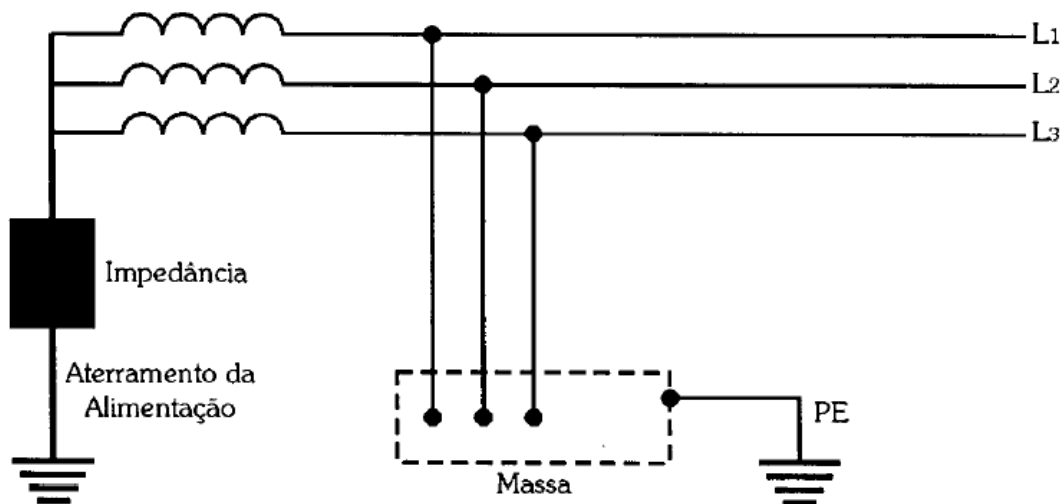 L1
L2
L3
Impedância
Aterramento da
Alimentação
PE
Massa